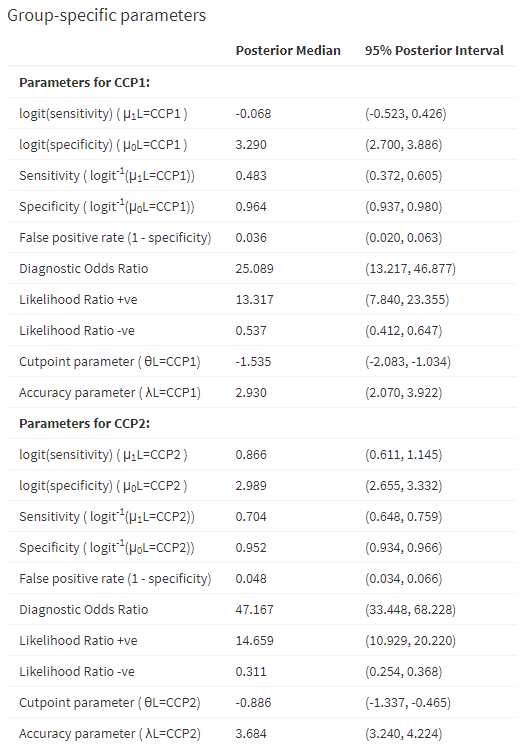 Group-specific parameters
Posterior Median 95% Posterior Interval
Parameters for CCP1:
logit(sensitivity) ( μ₁L=CCP1 ) -0.068 (-0.523, 0.426)
logit(specificity) ( μ₀L=CCP1 ) 3.290 (2.700, 3.886)
Sensitivity ( logit⁻¹(μ₁L=CCP1)) 0.483 (0.372, 0.605)
Specificity ( logit⁻¹(μ₀L=CCP1)) 0.964 (0.937, 0.980)
False positive rate (1 - specificity) 0.036 (0.020, 0.063)
Diagnostic Odds Ratio 25.089 (13.217, 46.877)
Likelihood Ratio +ve 13.317 (7.840, 23.355)
Likelihood Ratio -ve 0.537 (0.412, 0.647)
Cutpoint parameter ( θL=CCP1) -1.535 (-2.083, -1.034)
Accuracy parameter ( λL=CCP1) 2.930 (2.070, 3.922)
Parameters for CCP2:
logit(sensitivity) ( μ₁L=CCP2 ) 0.866 (0.611, 1.145)
logit(specificity) ( μ₀L=CCP2 ) 2.989 (2.655, 3.332)
Sensitivity ( logit⁻¹(μ₁L=CCP2)) 0.704 (0.648, 0.759)
Specificity ( logit⁻¹(μ₀L=CCP2)) 0.952 (0.934, 0.966)
False positive rate (1 - specificity) 0.048 (0.034, 0.066)
Diagnostic Odds Ratio 47.167 (33.448, 68.228)
Likelihood Ratio +ve 14.659 (10.929, 20.220)
Likelihood Ratio -ve 0.311 (0.254, 0.368)
Cutpoint parameter ( θL=CCP2) -0.886 (-1.337, -0.465)
Accuracy parameter ( λL=CCP2) 3.684 (3.240, 4.224)